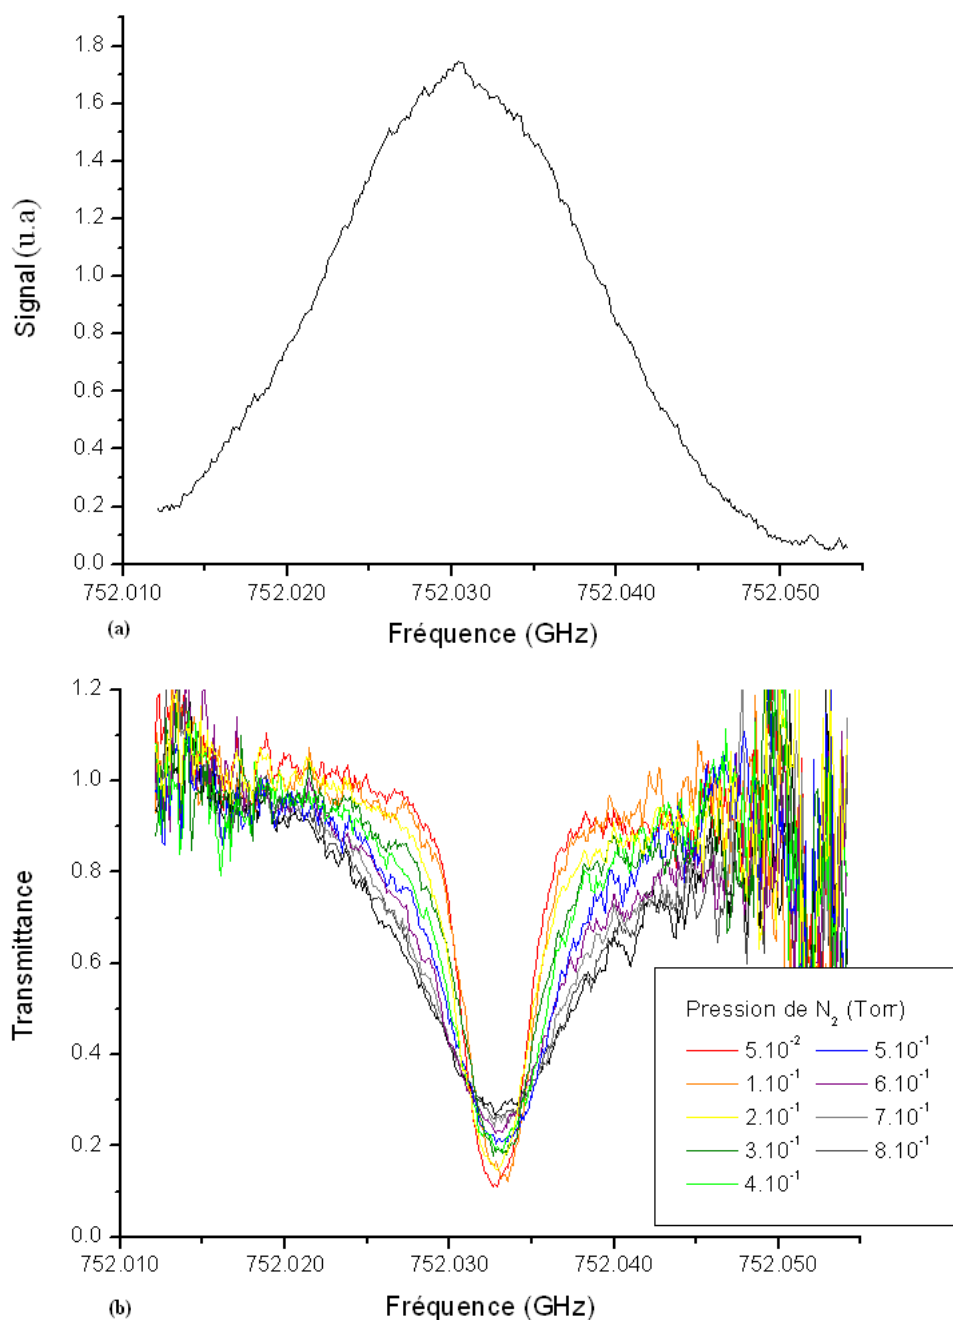 1.8
1.6
1.4
1.2
1.0
0.8
0.6
0.4
0.2
0.0
Signal (u.a)
752.010 752.020 752.030 752.040 752.050
(a)
Fréquence (GHz)
1.2
1.0
0.8
0.6
0.4
0.2
0.0
Transmittance
Pression de N₂ (Torr)
5.10⁻² 5.10⁻¹
1.10⁻¹ 6.10⁻¹
2.10⁻¹ 7.10⁻¹
3.10⁻¹ 8.10⁻¹
4.10⁻¹
752.010 752.020 752.030 752.040 752.050
(b)
Fréquence (GHz)